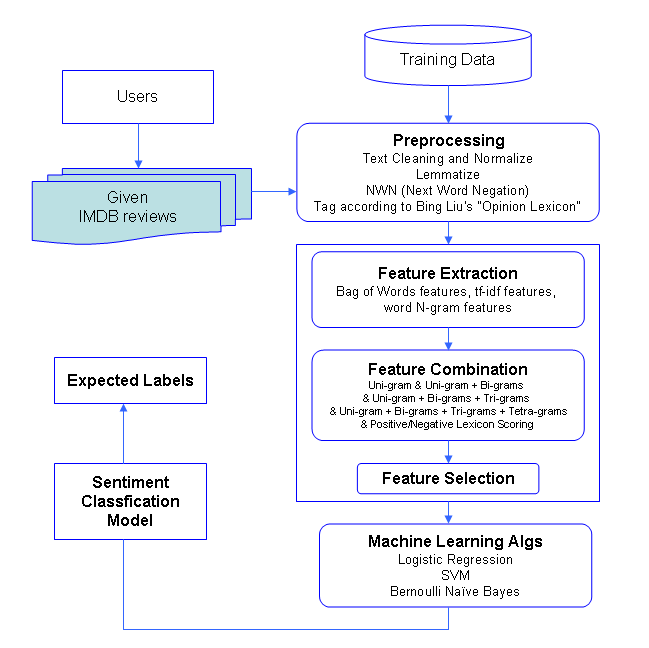 Training Data
Users
Preprocessing
Text Cleaning and Normalize
Lemmatize
NWN (Next Word Negation)
Tag according to Bing Liu's "Opinion Lexicon"
Given
IMDB reviews
Feature Extraction
Bag of Words features, tf-idf features,
word N-gram features
Feature Combination
Uni-gram & Uni-gram + Bi-grams
& Uni-gram + Bi-grams + Tri-grams
& Uni-gram + Bi-grams + Tri-grams + Tetra-grams
& Positive/Negative Lexicon Scoring
Feature Selection
Expected Labels
Sentiment
Classfication
Model
Machine Learning Algs
Logistic Regression
SVM
Bernoulli Naïve Bayes